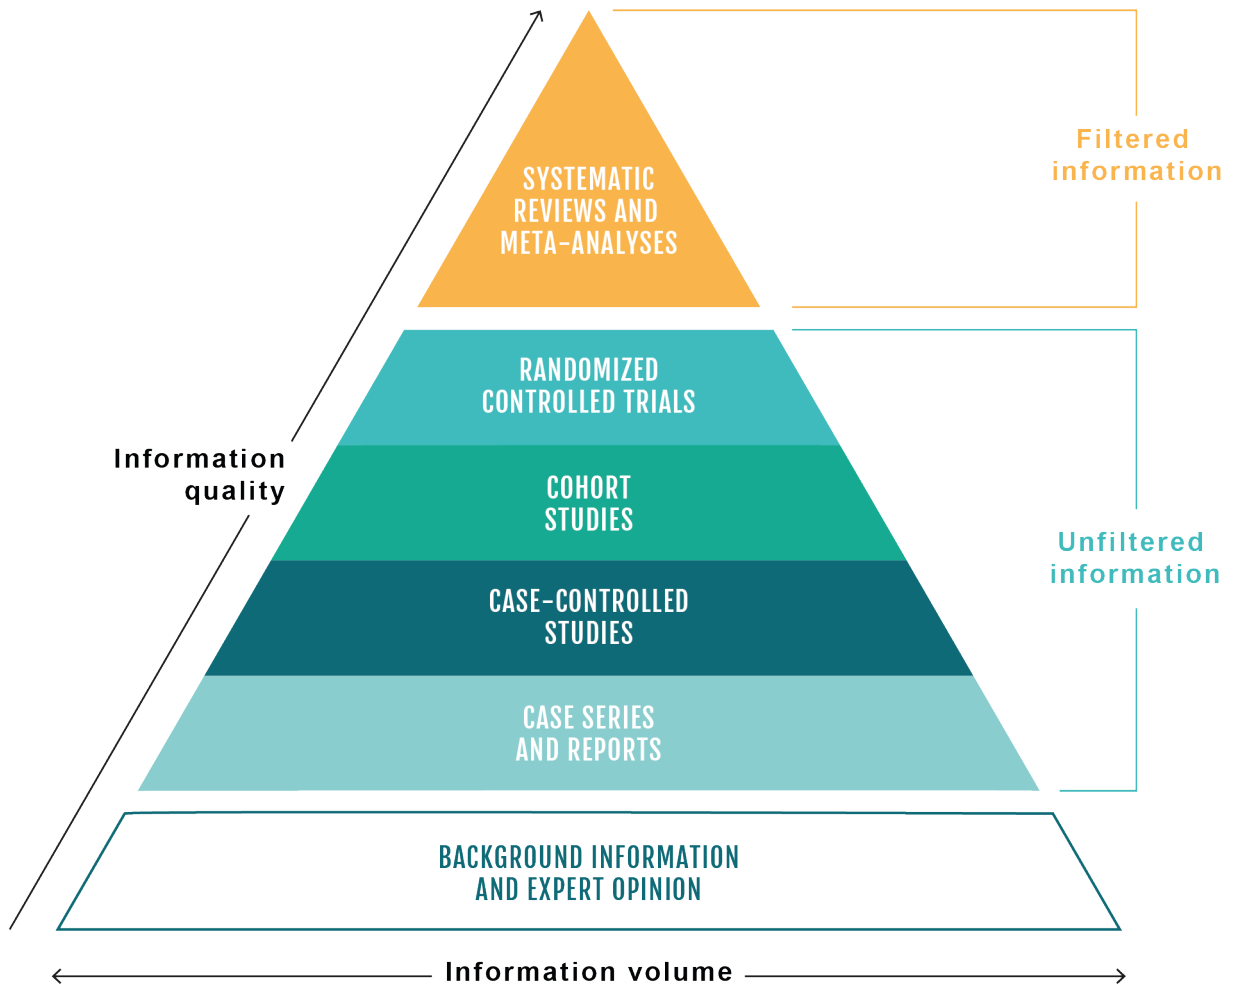 SYSTEMATIC
REVIEWS AND
META-ANALYSES
Filtered
information
RANDOMIZED
CONTROLLED TRIALS
COHORT
STUDIES
CASE-CONTROLLED
STUDIES
CASE SERIES
AND REPORTS
Unfiltered
information
Information
quality
BACKGROUND INFORMATION
AND EXPERT OPINION
Information volume